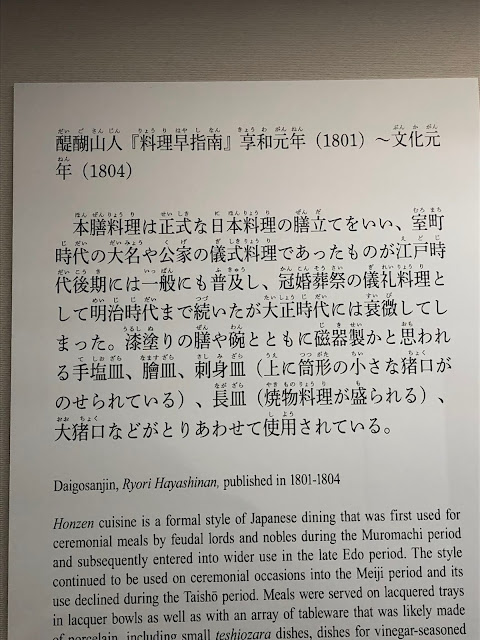 醍醐山人『料理早指南』享和元年（1801）～文化元
年（1804）
本膳料理は正式な日本料理の膳立てをいい、室町
時代の大名や公家の儀式料理であったものが江戸時
代後期には一般にも普及し、冠婚葬祭の儀礼料理と
して明治時代まで続いたが大正時代には衰微してし
まった。漆塗りの膳や碗とともに磁器製かと思われ
る手塩皿、膾皿、刺身皿（上に筒形の小さな猪口が
のせられている）、長皿（焼物料理が盛られる）、
大猪口などがとりあわせて使用されている。
Daigosanjin, Ryori Hayashinan, published in 1801-1804
Honzen cuisine is a formal style of Japanese dining that was first used for
ceremonial meals by feudal lords and nobles during the Muromachi period
and subsequently entered into wider use in the late Edo period. The style
continued to be used on ceremonial occasions into the Meiji period and its
use declined during the Taishō period. Meals were served on lacquered trays
in lacquer bowls as well as with an array of tableware that was likely made
of porcelain, including small teshiozara dishes, dishes for vinegar-seasoned